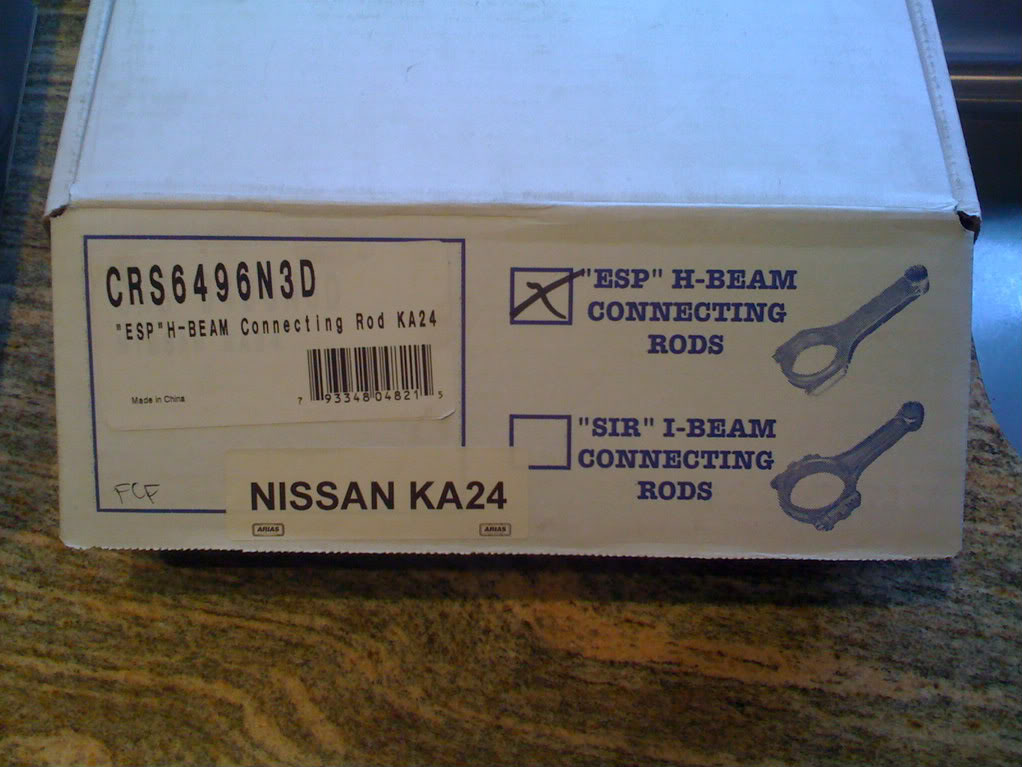 CRS6496N3D
"ESP"H-BEAM Connecting Rod KA24
Made in China
7 93348 04821 5
FCF
NISSAN KA24
ARIAS
ARIAS
"ESP" H-BEAM
CONNECTING
RODS
"SIR" I-BEAM
CONNECTING
RODS